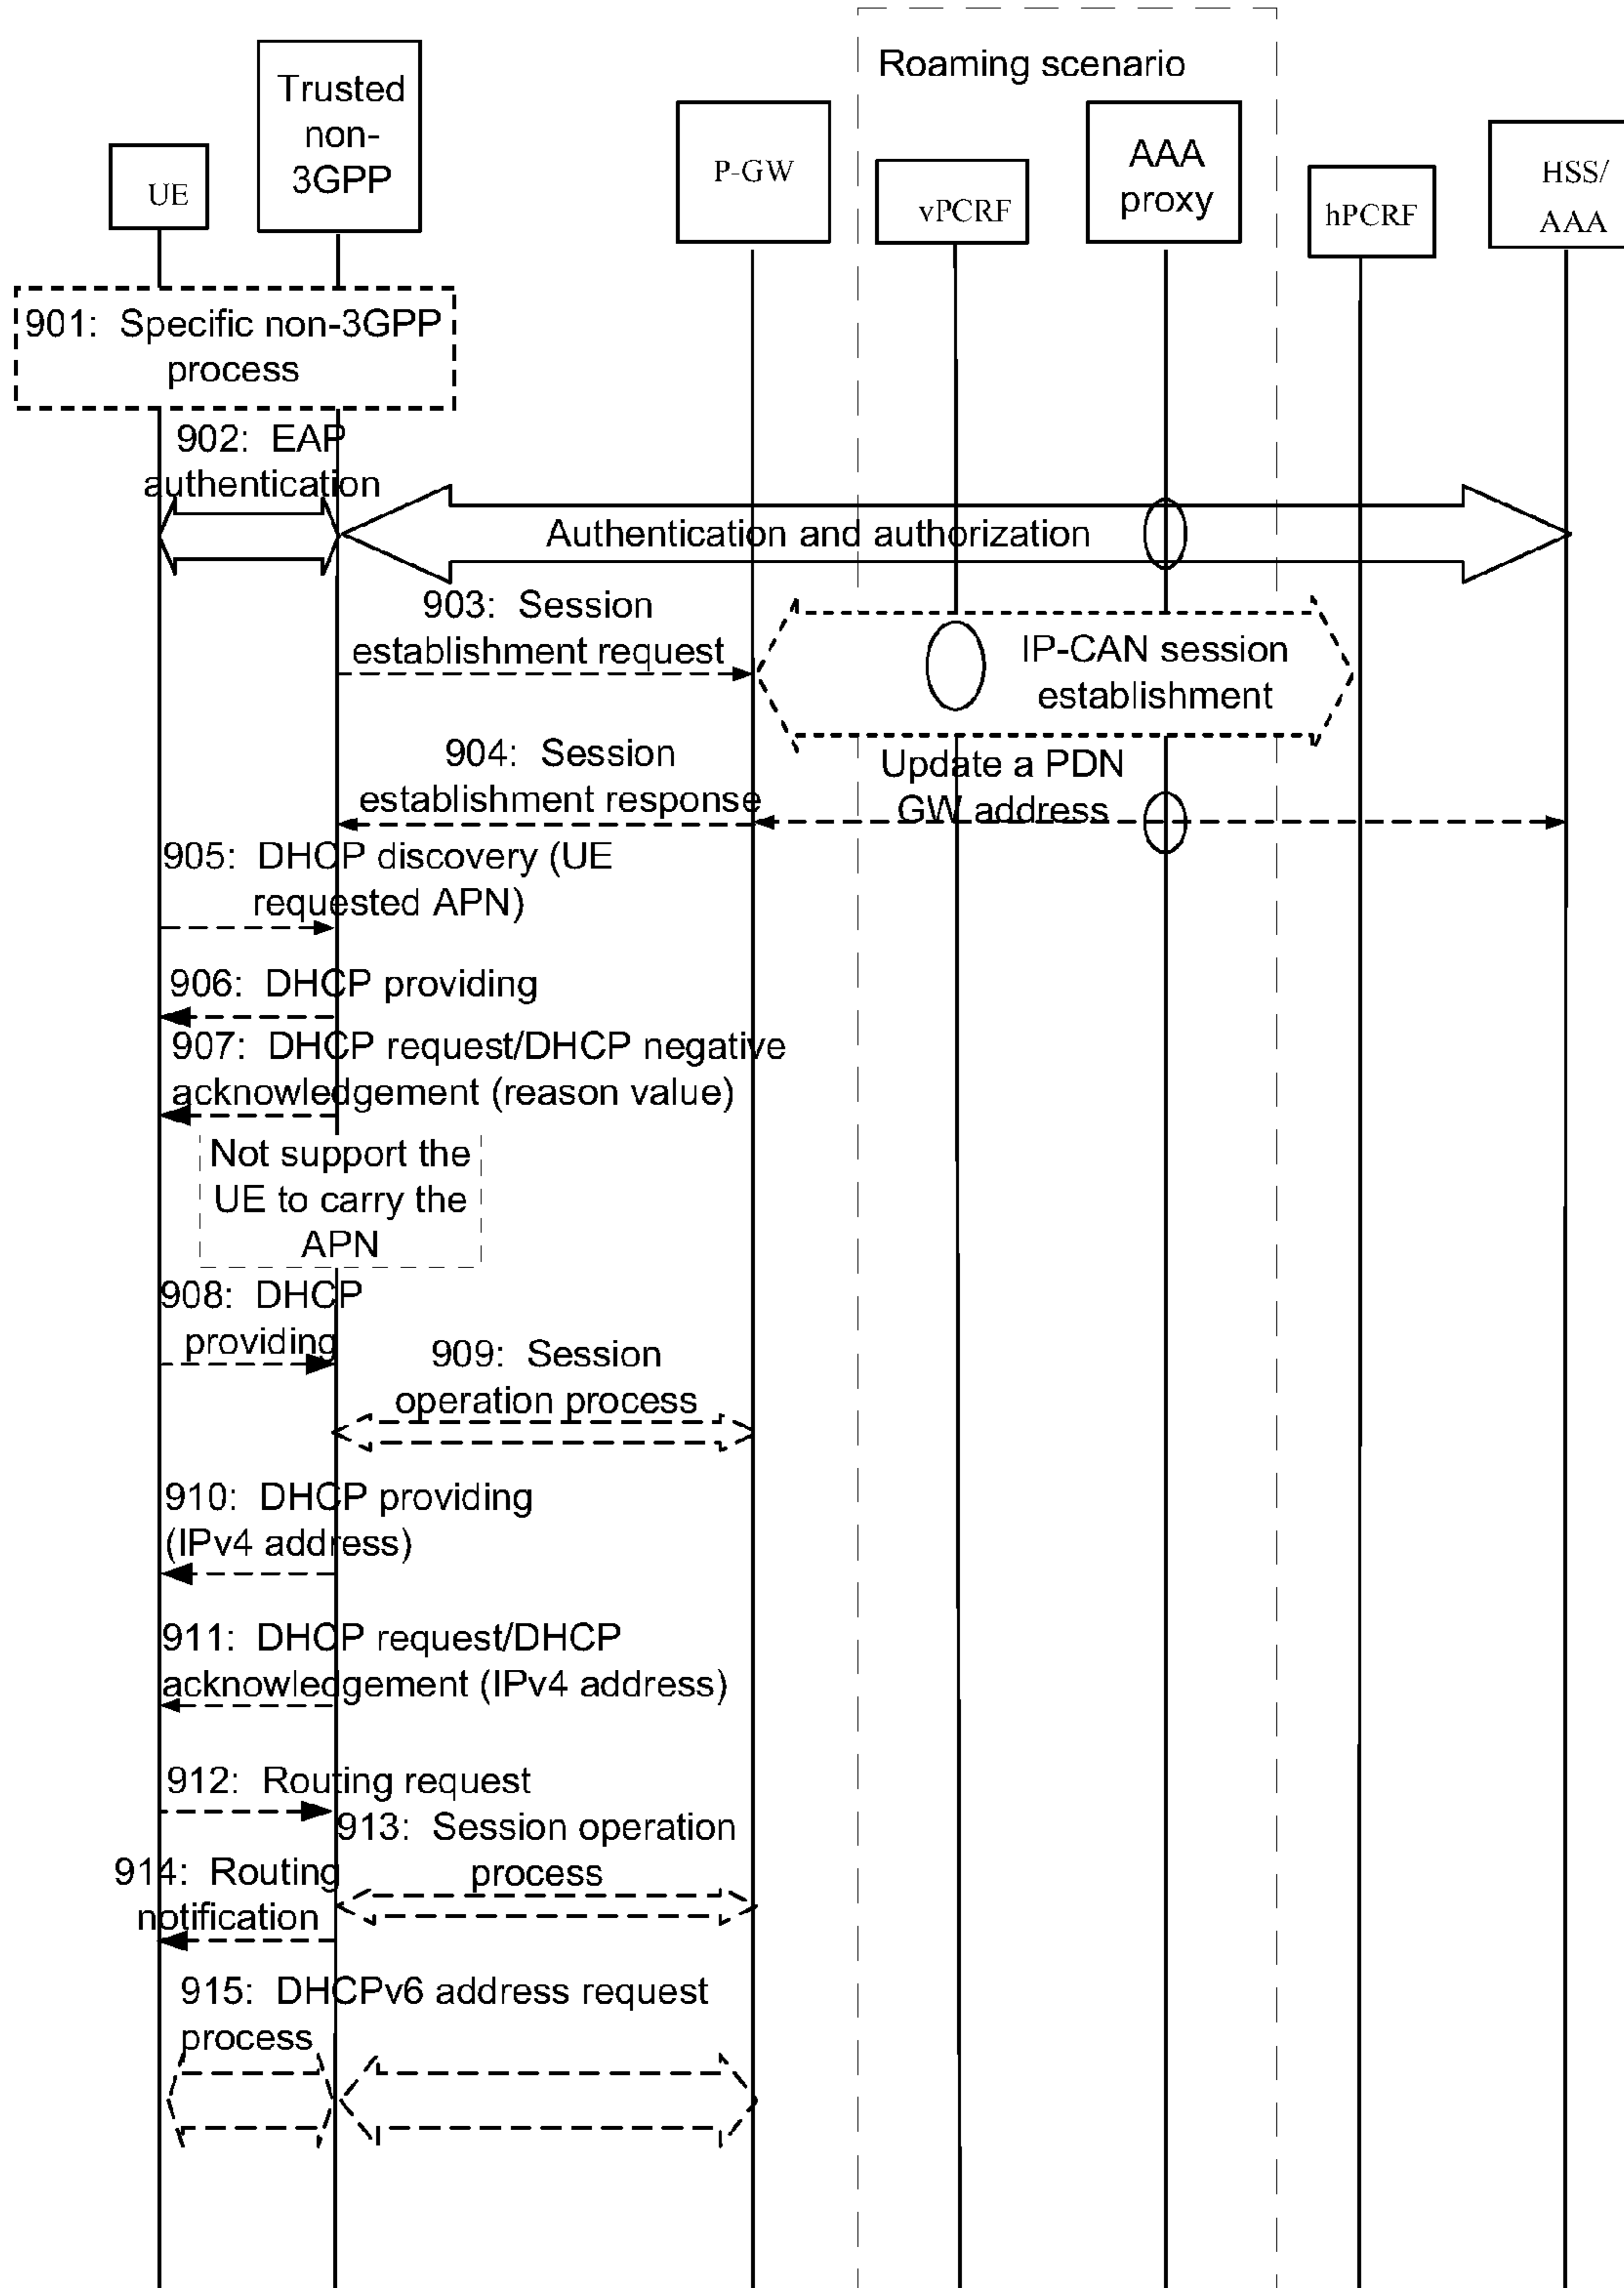 Roaming scenario
UE
Trusted
non-
3GPP
P-GW
vPCRF
AAA
proxy
hPCRF
HSS/
AAA
901: Specific non-3GPP
process
902: EAP
authentication
Authentication and authorization
903: Session
establishment request
IP-CAN session
establishment
904: Session
establishment response
Update a PDN
GW address
905: DHCP discovery (UE
requested APN)
906: DHCP providing
907: DHCP request/DHCP negative
acknowledgement (reason value)
Not support the
UE to carry the
APN
908: DHCP
providing
909: Session
operation process
910: DHCP providing
(IPv4 address)
911: DHCP request/DHCP
acknowledgement (IPv4 address)
912: Routing request
913: Session operation
process
914: Routing
notification
915: DHCPv6 address request
process